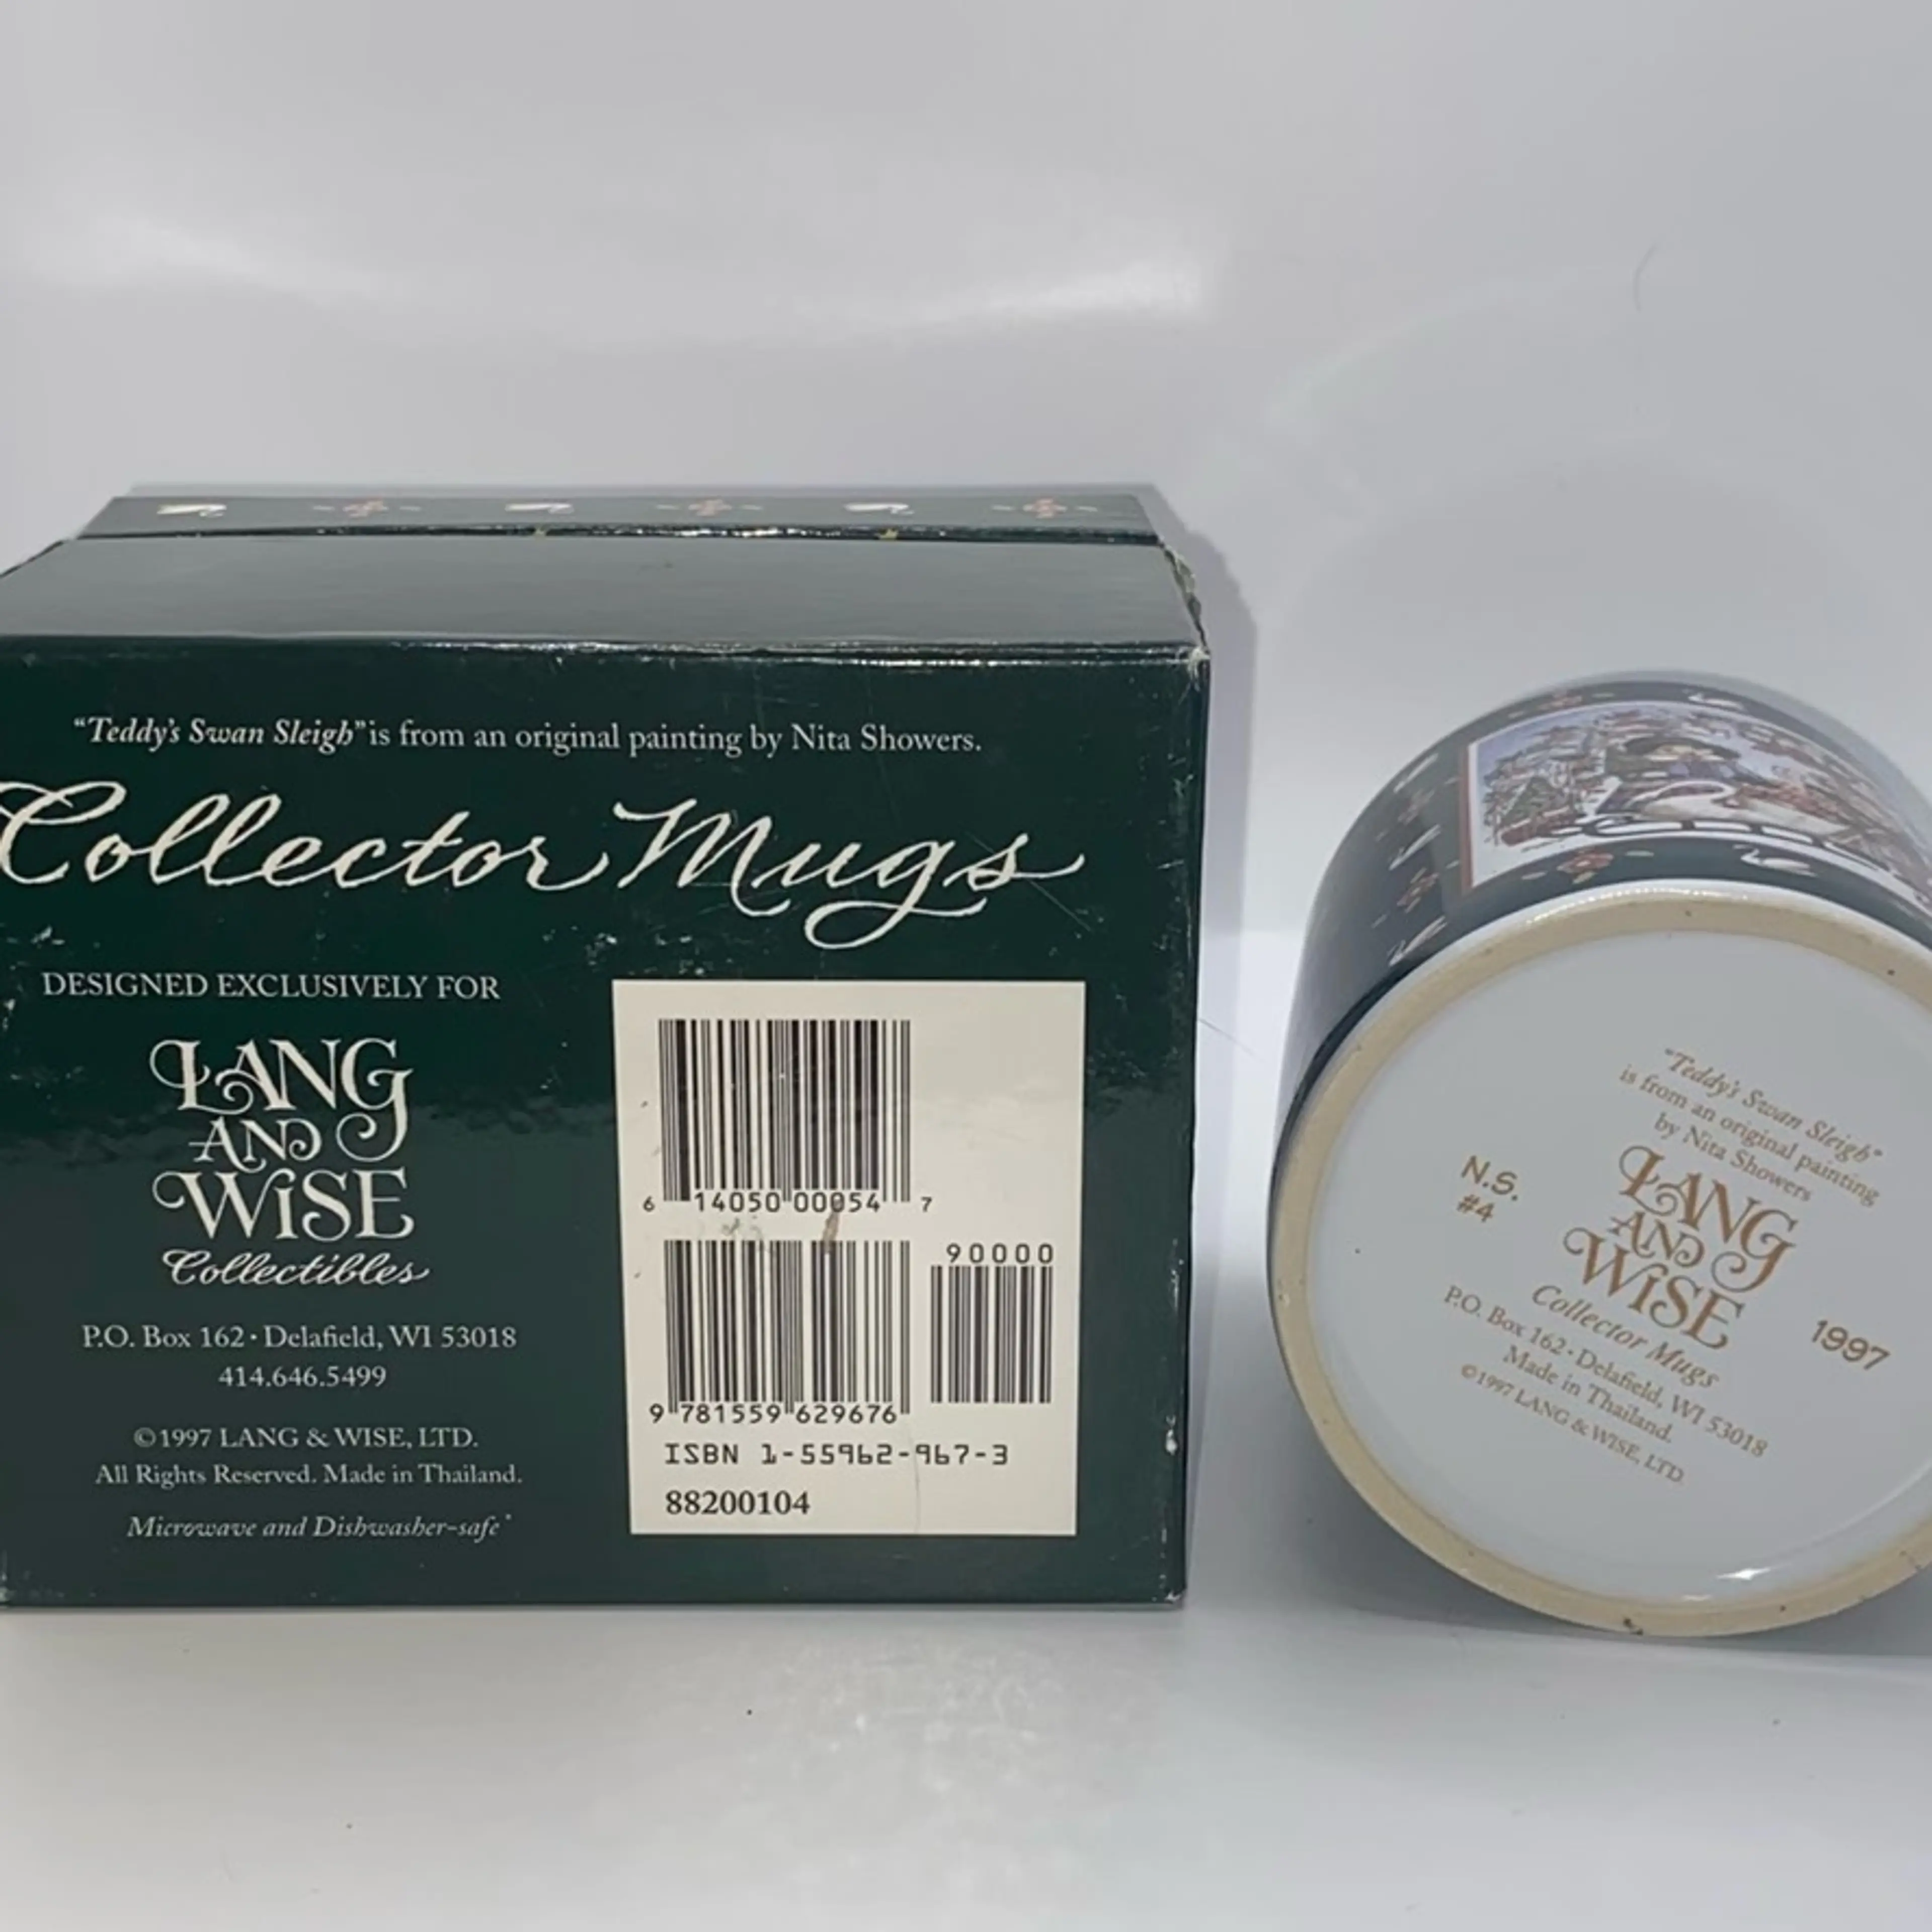 “Teddy’s Swan Sleigh” is from an original painting by Nita Showers.
Collector Mugs
DESIGNED EXCLUSIVELY FOR
LANG
AND
WISE
Collectibles
P.O. Box 162 · Delafield, WI 53018
414.646.5499
©1997 LANG & WISE, LTD.
All Rights Reserved. Made in Thailand.
Microwave and Dishwasher-safe*
6 14050 00054 7
90000
9 781559 629676
ISBN 1-55962-967-3
88200104
“Teddy’s Swan Sleigh”
is from an original painting
by Nita Showers
N.S.
#4
LANG
AND
WISE
Collector Mugs
1997
P.O. Box 162 · Delafield, WI 53018
Made in Thailand.
©1997 LANG & WISE, LTD.